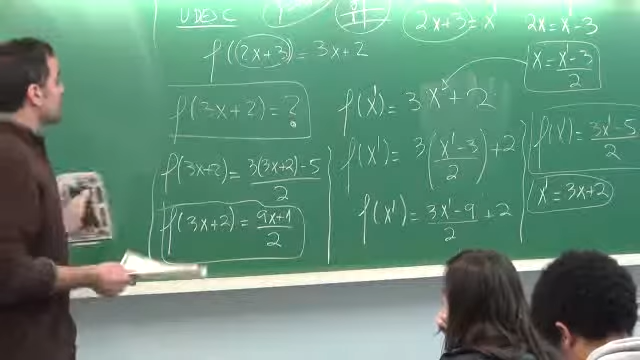 UDESC
f((2x+3)) = 3x+2
f(3x+2) = ?
f(3x+2) = 3(3x+2)-5 / 2
f(3x+2) = 9x+1 / 2
2x+3 = x'
f(x') = 3·x + 2
f(x') = 3(x'-3 / 2) + 2
f(x') = 3x'-9 / 2 + 2
2x = x'-3
x = x'-3 / 2
f(x') = 3x'-5 / 2
x' = 3x+2